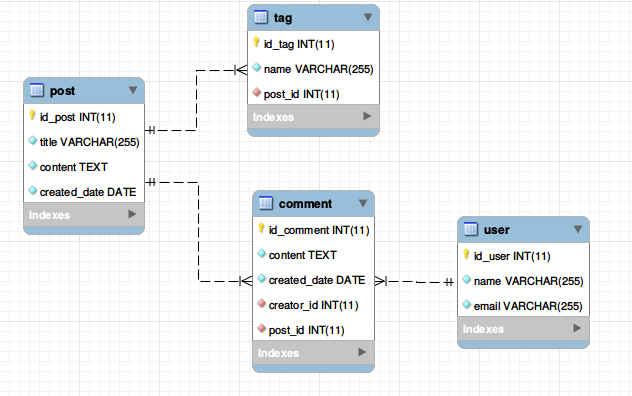 tag
id_tag INT(11)
name VARCHAR(255)
post_id INT(11)
Indexes
post
id_post INT(11)
title VARCHAR(255)
content TEXT
created_date DATE
Indexes
comment
id_comment INT(11)
content TEXT
created_date DATE
creator_id INT(11)
post_id INT(11)
Indexes
user
id_user INT(11)
name VARCHAR(255)
email VARCHAR(255)
Indexes